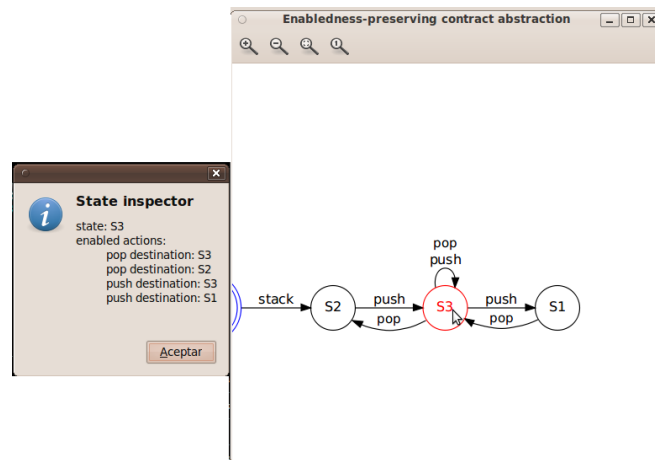 Enabledness-preserving contract abstraction
State inspector
state: S3
enabled actions:
pop destination: S3
pop destination: S2
push destination: S3
push destination: S1
Aceptar
pop
push
stack
S2
push
pop
S3
push
pop
S1